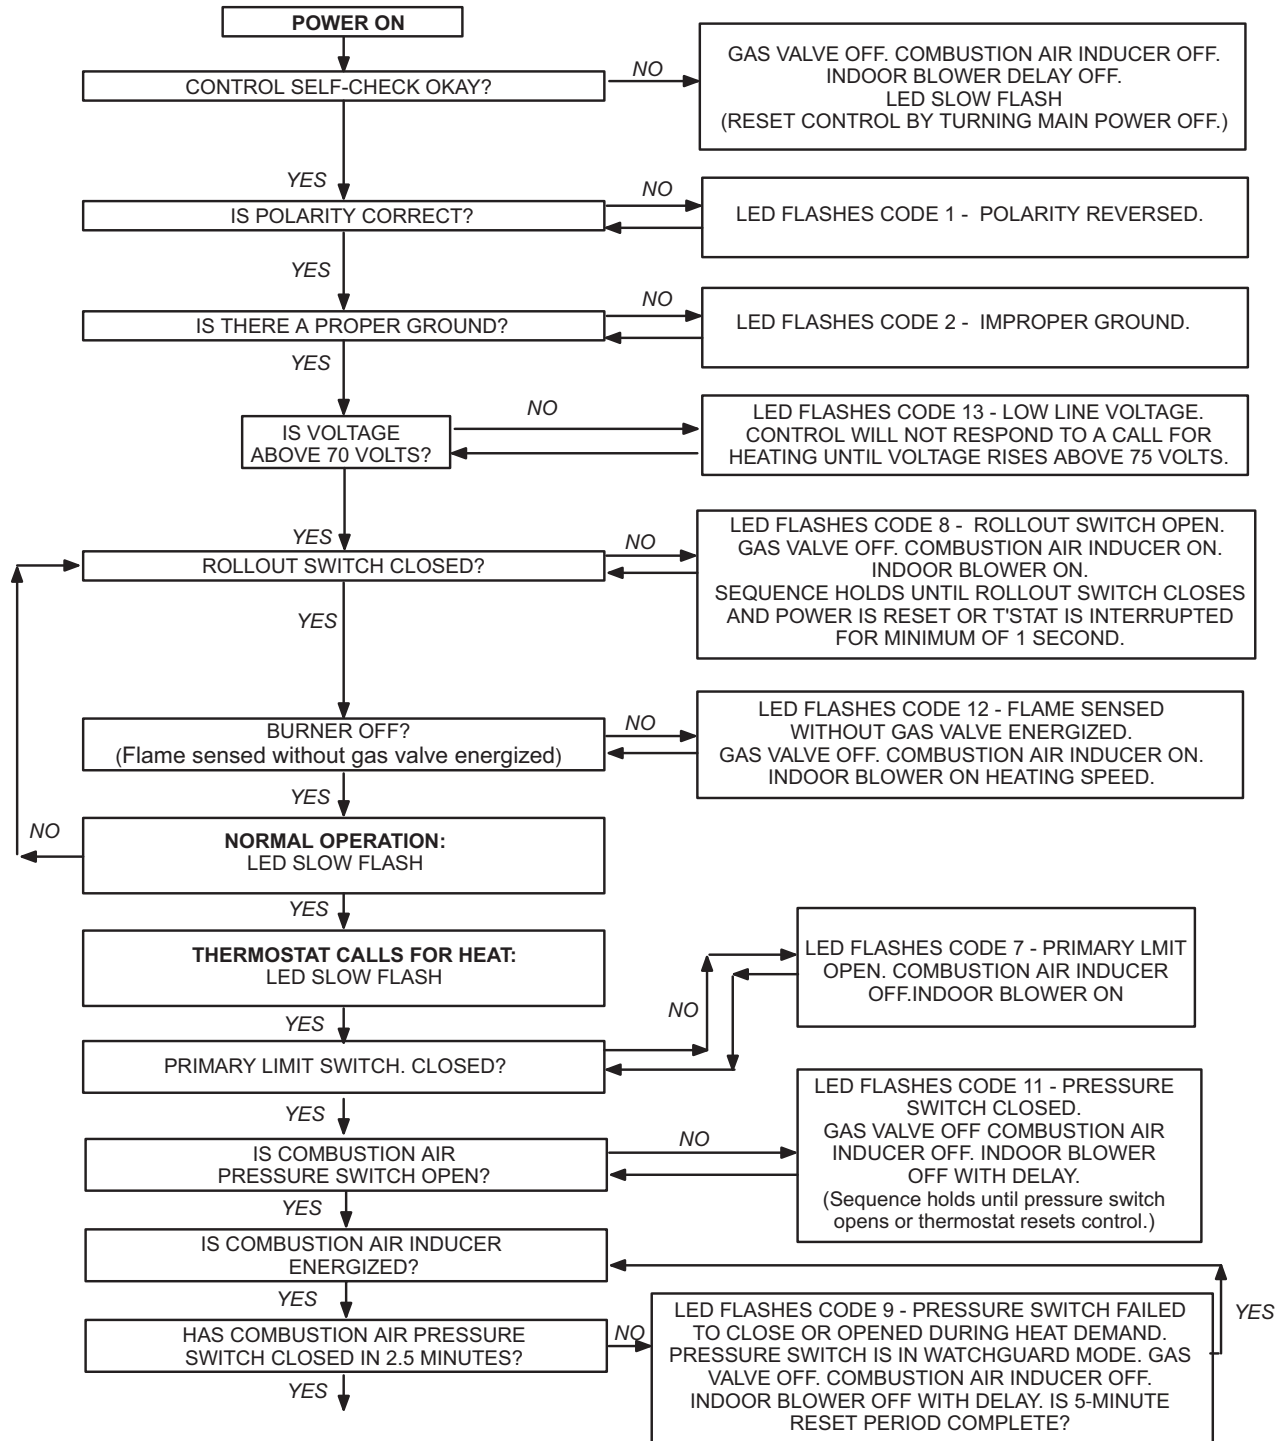 POWER ON
CONTROL SELF-CHECK OKAY?
NO
GAS VALVE OFF. COMBUSTION AIR INDUCER OFF.
INDOOR BLOWER DELAY OFF.
LED SLOW FLASH
(RESET CONTROL BY TURNING MAIN POWER OFF.)
YES
IS POLARITY CORRECT?
NO
LED FLASHES CODE 1 - POLARITY REVERSED.
YES
IS THERE A PROPER GROUND?
NO
LED FLASHES CODE 2 - IMPROPER GROUND.
YES
IS VOLTAGE
ABOVE 70 VOLTS?
NO
LED FLASHES CODE 13 - LOW LINE VOLTAGE.
CONTROL WILL NOT RESPOND TO A CALL FOR
HEATING UNTIL VOLTAGE RISES ABOVE 75 VOLTS.
YES
ROLLOUT SWITCH CLOSED?
NO
LED FLASHES CODE 8 - ROLLOUT SWITCH OPEN.
GAS VALVE OFF. COMBUSTION AIR INDUCER ON.
INDOOR BLOWER ON.
SEQUENCE HOLDS UNTIL ROLLOUT SWITCH CLOSES
AND POWER IS RESET OR T'STAT IS INTERRUPTED
FOR MINIMUM OF 1 SECOND.
YES
BURNER OFF?
(Flame sensed without gas valve energized)
NO
LED FLASHES CODE 12 - FLAME SENSED
WITHOUT GAS VALVE ENERGIZED.
GAS VALVE OFF. COMBUSTION AIR INDUCER ON.
INDOOR BLOWER ON HEATING SPEED.
YES
NO
NORMAL OPERATION:
LED SLOW FLASH
YES
THERMOSTAT CALLS FOR HEAT:
LED SLOW FLASH
YES
PRIMARY LIMIT SWITCH. CLOSED?
NO
LED FLASHES CODE 7 - PRIMARY LMIT
OPEN. COMBUSTION AIR INDUCER
OFF.INDOOR BLOWER ON
YES
IS COMBUSTION AIR
PRESSURE SWITCH OPEN?
NO
LED FLASHES CODE 11 - PRESSURE
SWITCH CLOSED.
GAS VALVE OFF COMBUSTION AIR
INDUCER OFF. INDOOR BLOWER
OFF WITH DELAY.
(Sequence holds until pressure switch
opens or thermostat resets control.)
YES
IS COMBUSTION AIR INDUCER
ENERGIZED?
YES
HAS COMBUSTION AIR PRESSURE
SWITCH CLOSED IN 2.5 MINUTES?
NO
LED FLASHES CODE 9 - PRESSURE SWITCH FAILED
TO CLOSE OR OPENED DURING HEAT DEMAND.
PRESSURE SWITCH IS IN WATCHGUARD MODE. GAS
VALVE OFF. COMBUSTION AIR INDUCER OFF.
INDOOR BLOWER OFF WITH DELAY. IS 5-MINUTE
RESET PERIOD COMPLETE?
YES
YES